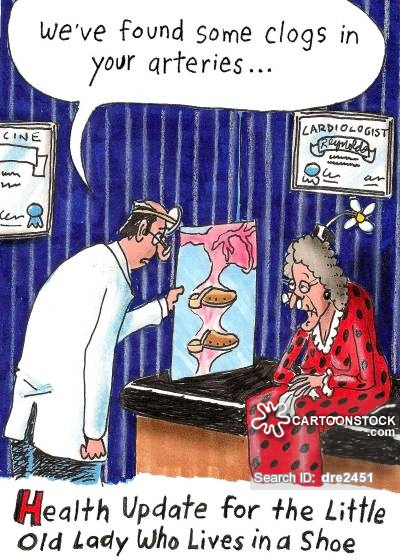 We've found some clogs in
your arteries...
CINE
CARDIOLOGIST
Reynolds
CARTOONSTOCK
.com
Search ID: dre2451
Health Update for the Little
Old Lady Who Lives in a Shoe